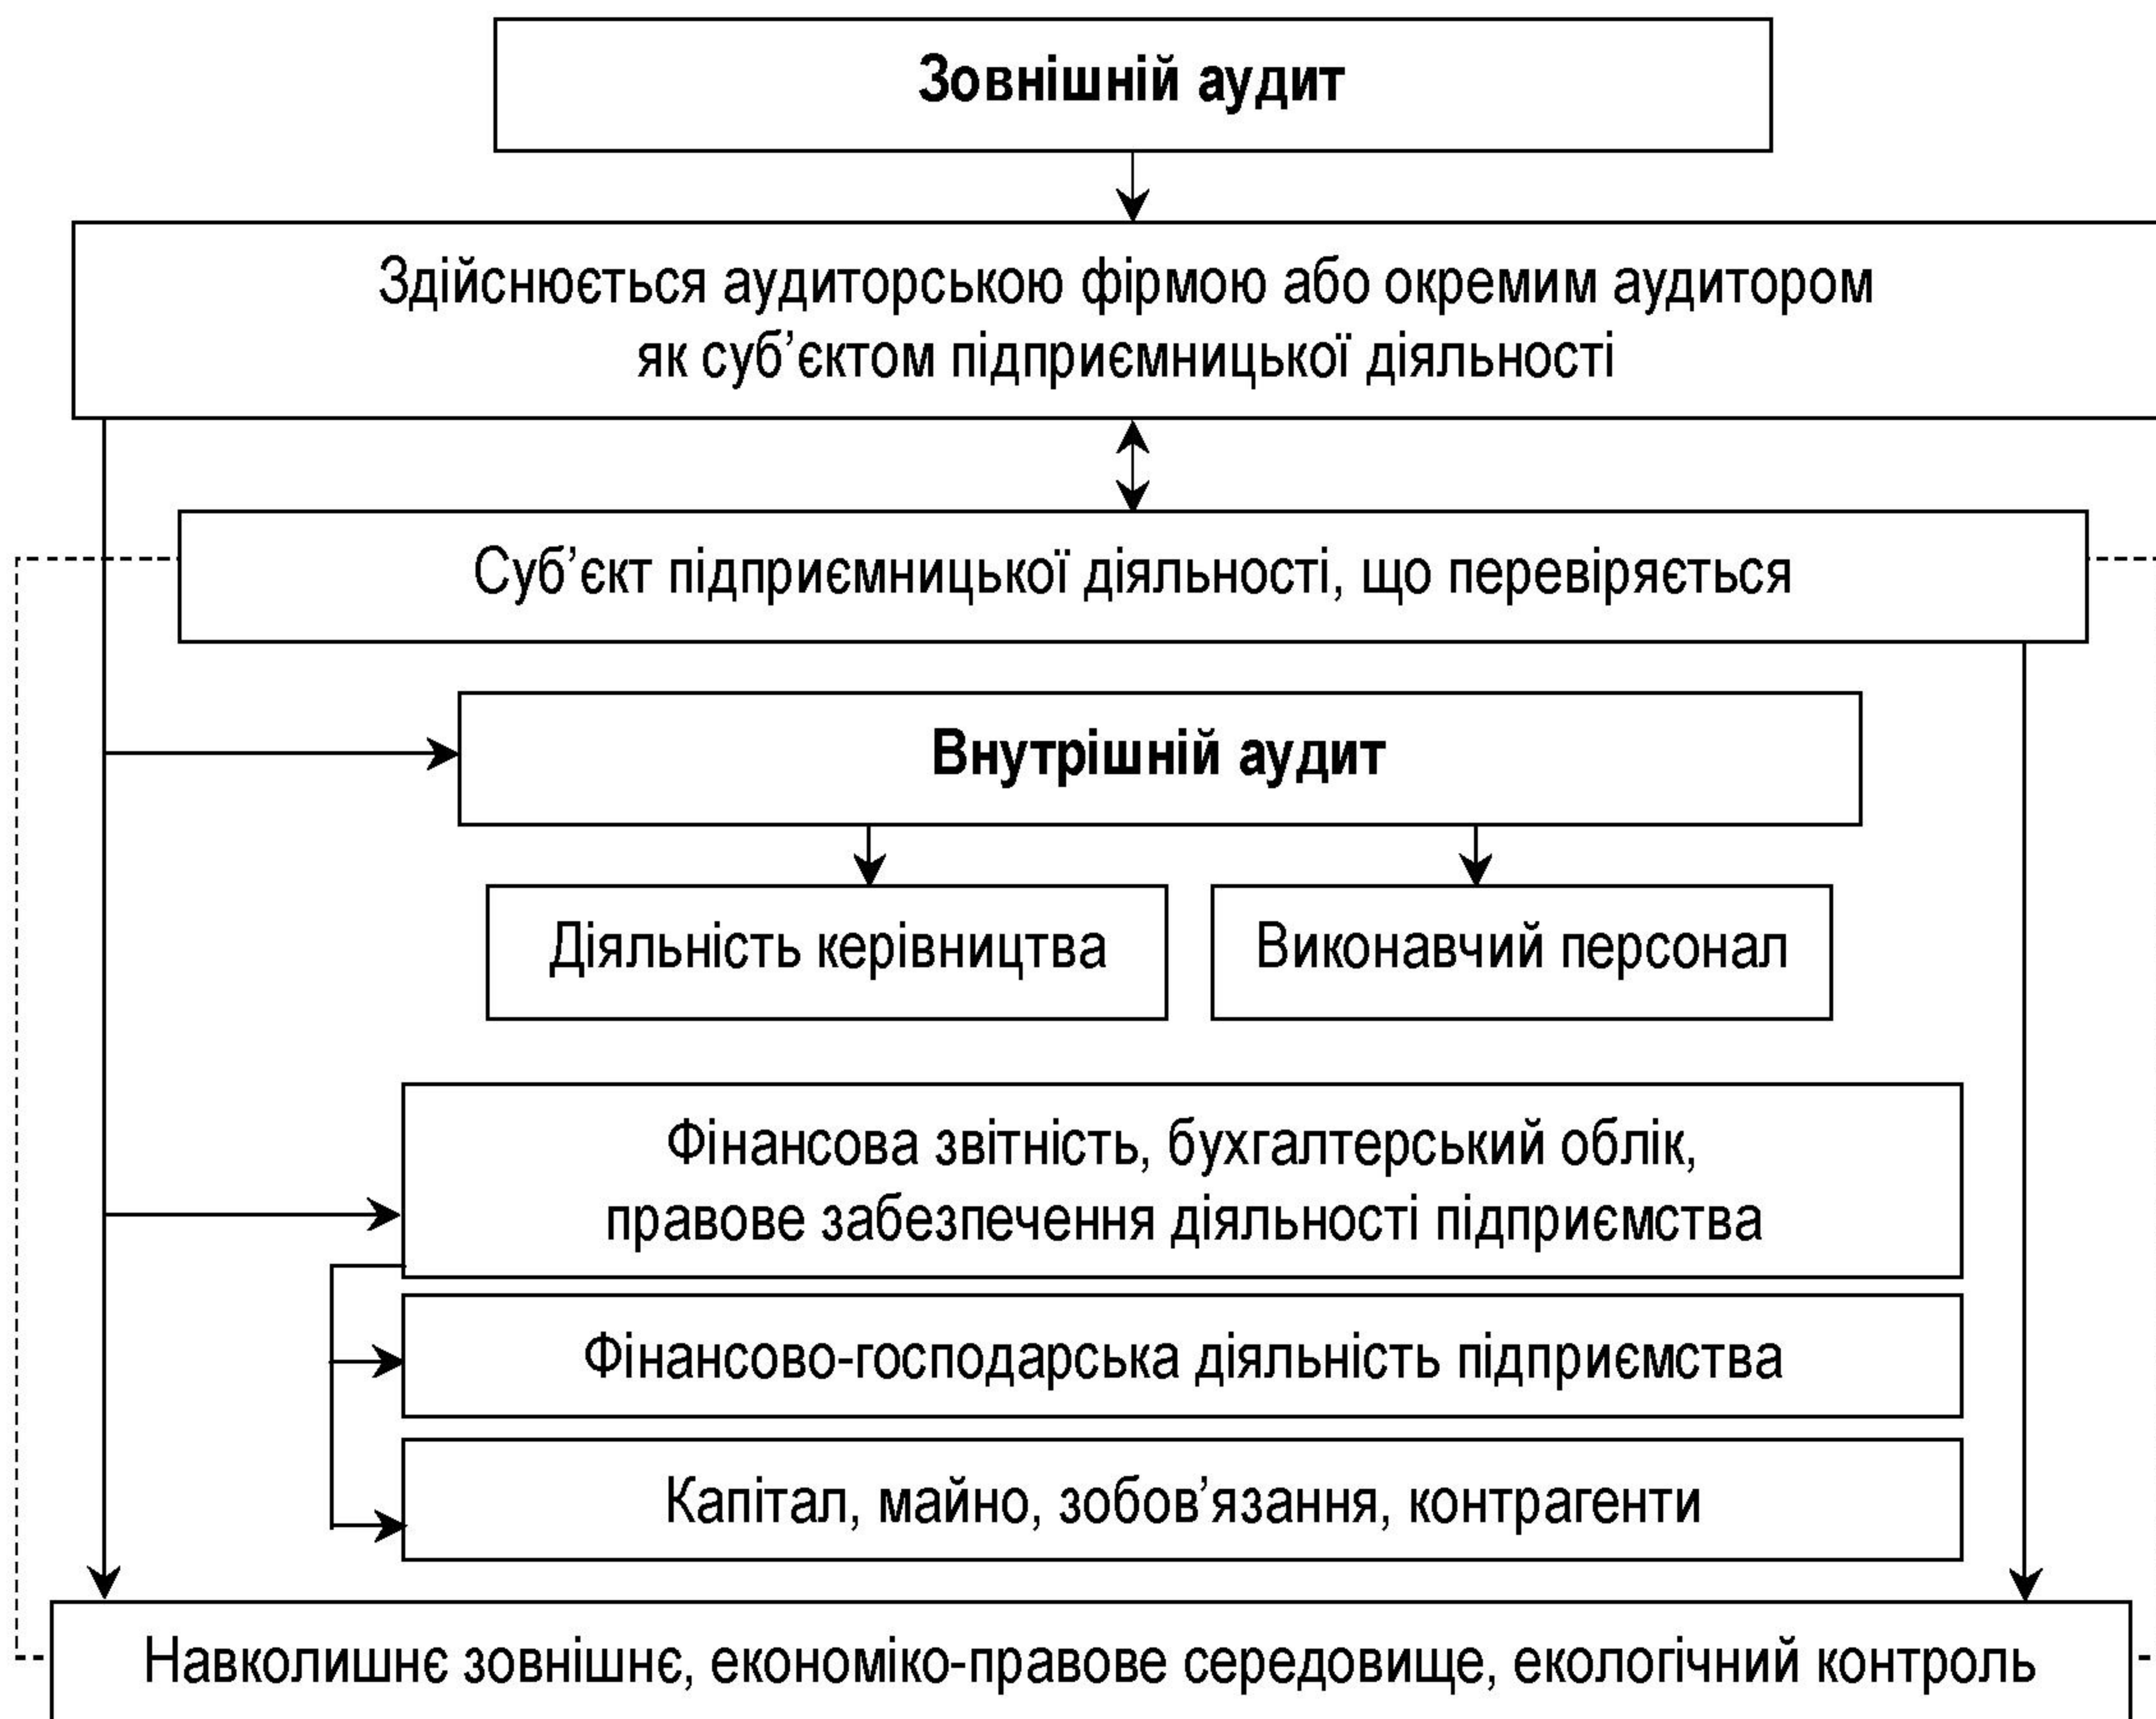 Зовнішній аудит
Здійснюється аудиторською фірмою або окремим аудитором
як суб’єктом підприємницької діяльності
Суб’єкт підприємницької діяльності, що перевіряється
Внутрішній аудит
Діяльність керівництва
Виконавчий персонал
Фінансова звітність, бухгалтерський облік,
правове забезпечення діяльності підприємства
Фінансово-господарська діяльність підприємства
Капітал, майно, зобов’язання, контрагенти
Навколишнє зовнішнє, економіко-правове середовище, екологічний контроль